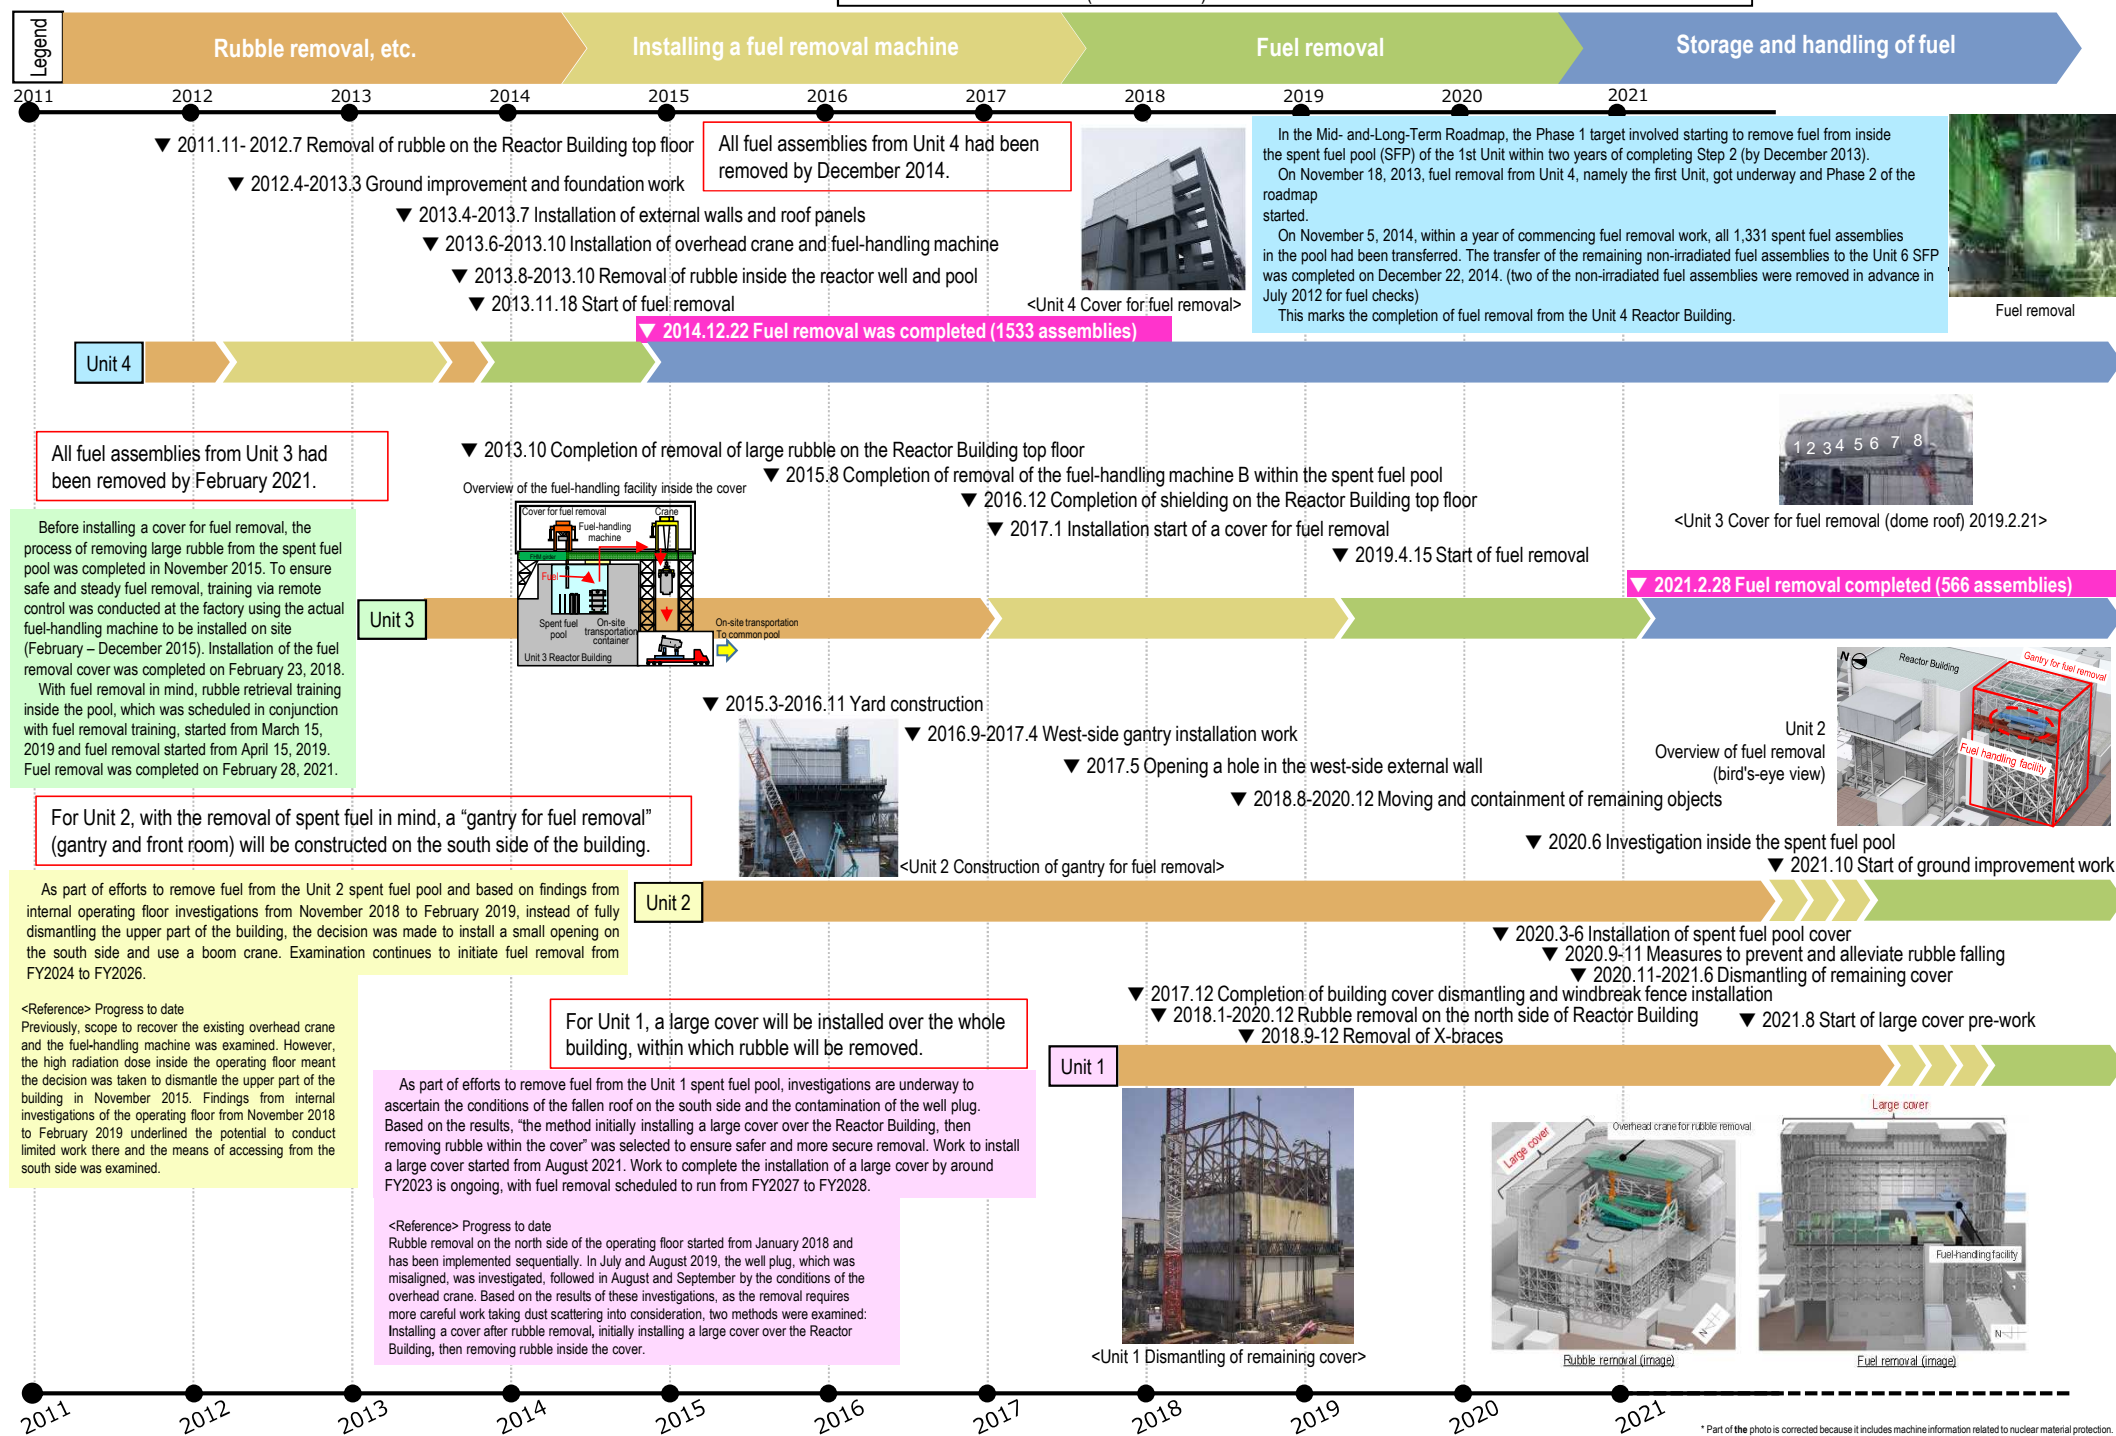 Legend
Rubble removal, etc.
Installing a fuel removal machine
Fuel removal
Storage and handling of fuel
2011
2012
2013
2014
2015
2016
2017
2018
2019
2020
2021
▼ 2011.11- 2012.7 Removal of rubble on the Reactor Building top floor
▼ 2012.4-2013.3 Ground improvement and foundation work
▼ 2013.4-2013.7 Installation of external walls and roof panels
▼ 2013.6-2013.10 Installation of overhead crane and fuel-handling machine
▼ 2013.8-2013.10 Removal of rubble inside the reactor well and pool
▼ 2013.11.18 Start of fuel removal
▼ 2014.12.22 Fuel removal was completed (1533 assemblies)
All fuel assemblies from Unit 4 had been
removed by December 2014.
<Unit 4 Cover for fuel removal>
In the Mid- and-Long-Term Roadmap, the Phase 1 target involved starting to remove fuel from inside
the spent fuel pool (SFP) of the 1st Unit within two years of completing Step 2 (by December 2013).
On November 18, 2013, fuel removal from Unit 4, namely the first Unit, got underway and Phase 2 of the
roadmap
started.
On November 5, 2014, within a year of commencing fuel removal work, all 1,331 spent fuel assemblies
in the pool had been transferred. The transfer of the remaining non-irradiated fuel assemblies to the Unit 6 SFP
was completed on December 22, 2014. (two of the non-irradiated fuel assemblies were removed in advance in
July 2012 for fuel checks)
This marks the completion of fuel removal from the Unit 4 Reactor Building.
Fuel removal
Unit 4
All fuel assemblies from Unit 3 had
been removed by February 2021.
Before installing a cover for fuel removal, the
process of removing large rubble from the spent fuel
pool was completed in November 2015. To ensure
safe and steady fuel removal, training via remote
control was conducted at the factory using the actual
fuel-handling machine to be installed on site
(February – December 2015). Installation of the fuel
removal cover was completed on February 23, 2018.
With fuel removal in mind, rubble retrieval training
inside the pool, which was scheduled in conjunction
with fuel removal training, started from March 15,
2019 and fuel removal started from April 15, 2019.
Fuel removal was completed on February 28, 2021.
▼ 2013.10 Completion of removal of large rubble on the Reactor Building top floor
▼ 2015.8 Completion of removal of the fuel-handling machine B within the spent fuel pool
▼ 2016.12 Completion of shielding on the Reactor Building top floor
▼ 2017.1 Installation start of a cover for fuel removal
▼ 2019.4.15 Start of fuel removal
▼ 2021.2.28 Fuel removal completed (566 assemblies)
Overview of the fuel-handling facility inside the cover
Cover for fuel removal
Crane
Fuel-handling
machine
FHM girder
Fuel
Spent fuel
pool
On-site
transportation
container
Unit 3 Reactor Building
On-site transportation
To common pool
1 2 3 4 5 6 7 8
<Unit 3 Cover for fuel removal (dome roof) 2019.2.21>
Unit 3
▼ 2015.3-2016.11 Yard construction
▼ 2016.9-2017.4 West-side gantry installation work
▼ 2017.5 Opening a hole in the west-side external wall
▼ 2018.8-2020.12 Moving and containment of remaining objects
▼ 2020.6 Investigation inside the spent fuel pool
▼ 2021.10 Start of ground improvement work
<Unit 2 Construction of gantry for fuel removal>
Unit 2
Overview of fuel removal
(bird's-eye view)
N
Reactor Building
Gantry for fuel removal
Fuel handling facility
For Unit 2, with the removal of spent fuel in mind, a “gantry for fuel removal”
(gantry and front room) will be constructed on the south side of the building.
As part of efforts to remove fuel from the Unit 2 spent fuel pool and based on findings from
internal operating floor investigations from November 2018 to February 2019, instead of fully
dismantling the upper part of the building, the decision was made to install a small opening on
the south side and use a boom crane. Examination continues to initiate fuel removal from
FY2024 to FY2026.
<Reference> Progress to date
Previously, scope to recover the existing overhead crane
and the fuel-handling machine was examined. However,
the high radiation dose inside the operating floor meant
the decision was taken to dismantle the upper part of the
building in November 2015. Findings from internal
investigations of the operating floor from November 2018
to February 2019 underlined the potential to conduct
limited work there and the means of accessing from the
south side was examined.
Unit 2
▼ 2020.3-6 Installation of spent fuel pool cover
▼ 2020.9-11 Measures to prevent and alleviate rubble falling
▼ 2020.11-2021.6 Dismantling of remaining cover
▼ 2017.12 Completion of building cover dismantling and windbreak fence installation
▼ 2018.1-2020.12 Rubble removal on the north side of Reactor Building
▼ 2021.8 Start of large cover pre-work
▼ 2018.9-12 Removal of X-braces
For Unit 1, a large cover will be installed over the whole
building, within which rubble will be removed.
Unit 1
As part of efforts to remove fuel from the Unit 1 spent fuel pool, investigations are underway to
ascertain the conditions of the fallen roof on the south side and the contamination of the well plug.
Based on the results, “the method initially installing a large cover over the Reactor Building, then
removing rubble within the cover” was selected to ensure safer and more secure removal. Work to install
a large cover started from August 2021. Work to complete the installation of a large cover by around
FY2023 is ongoing, with fuel removal scheduled to run from FY2027 to FY2028.
<Reference> Progress to date
Rubble removal on the north side of the operating floor started from January 2018 and
has been implemented sequentially. In July and August 2019, the well plug, which was
misaligned, was investigated, followed in August and September by the conditions of the
overhead crane. Based on the results of these investigations, as the removal requires
more careful work taking dust scattering into consideration, two methods were examined:
Installing a cover after rubble removal, initially installing a large cover over the Reactor
Building, then removing rubble inside the cover.
<Unit 1 Dismantling of remaining cover>
Large cover
Overhead crane for rubble removal
N
Rubble removal (image)
Large cover
Fuel-handling facility
N
Fuel removal (image)
2011
2012
2013
2014
2015
2016
2017
2018
2019
2020
2021
* Part of the photo is corrected because it includes machine information related to nuclear material protection.